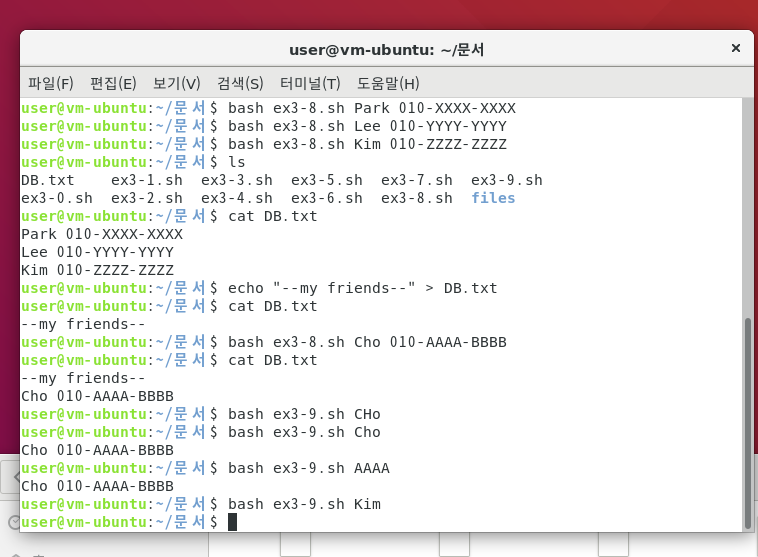 user@vm-ubuntu: ~/문서
파일(F) 편집(E) 보기(V) 검색(S) 터미널(T) 도움말(H)
user@vm-ubuntu:~/문서$ bash ex3-8.sh Park 010-XXXX-XXXX
user@vm-ubuntu:~/문서$ bash ex3-8.sh Lee 010-YYYY-YYYY
user@vm-ubuntu:~/문서$ bash ex3-8.sh Kim 010-ZZZZ-ZZZZ
user@vm-ubuntu:~/문서$ ls
DB.txt    ex3-1.sh  ex3-3.sh  ex3-5.sh  ex3-7.sh  ex3-9.sh
ex3-0.sh  ex3-2.sh  ex3-4.sh  ex3-6.sh  ex3-8.sh  files
user@vm-ubuntu:~/문서$ cat DB.txt
Park 010-XXXX-XXXX
Lee 010-YYYY-YYYY
Kim 010-ZZZZ-ZZZZ
user@vm-ubuntu:~/문서$ echo "--my friends--" > DB.txt
user@vm-ubuntu:~/문서$ cat DB.txt
--my friends--
user@vm-ubuntu:~/문서$ bash ex3-8.sh Cho 010-AAAA-BBBB
user@vm-ubuntu:~/문서$ cat DB.txt
--my friends--
Cho 010-AAAA-BBBB
user@vm-ubuntu:~/문서$ bash ex3-9.sh CHo
user@vm-ubuntu:~/문서$ bash ex3-9.sh Cho
Cho 010-AAAA-BBBB
user@vm-ubuntu:~/문서$ bash ex3-9.sh AAAA
Cho 010-AAAA-BBBB
user@vm-ubuntu:~/문서$ bash ex3-9.sh Kim
user@vm-ubuntu:~/문서$